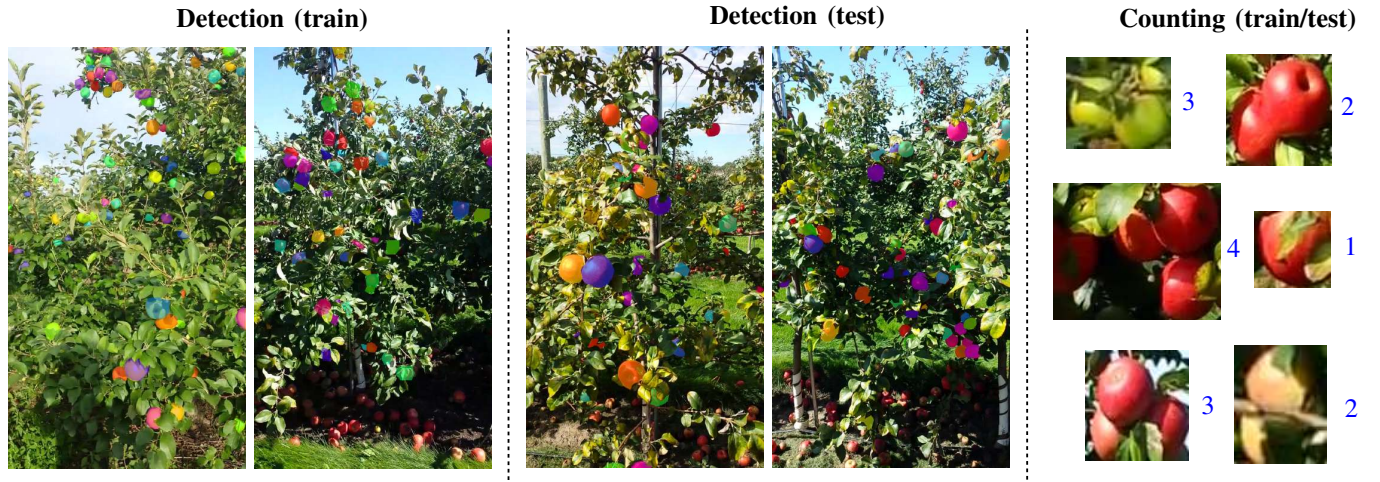 Detection (train)
Detection (test)
Counting (train/test)
3
2
4
1
3
2